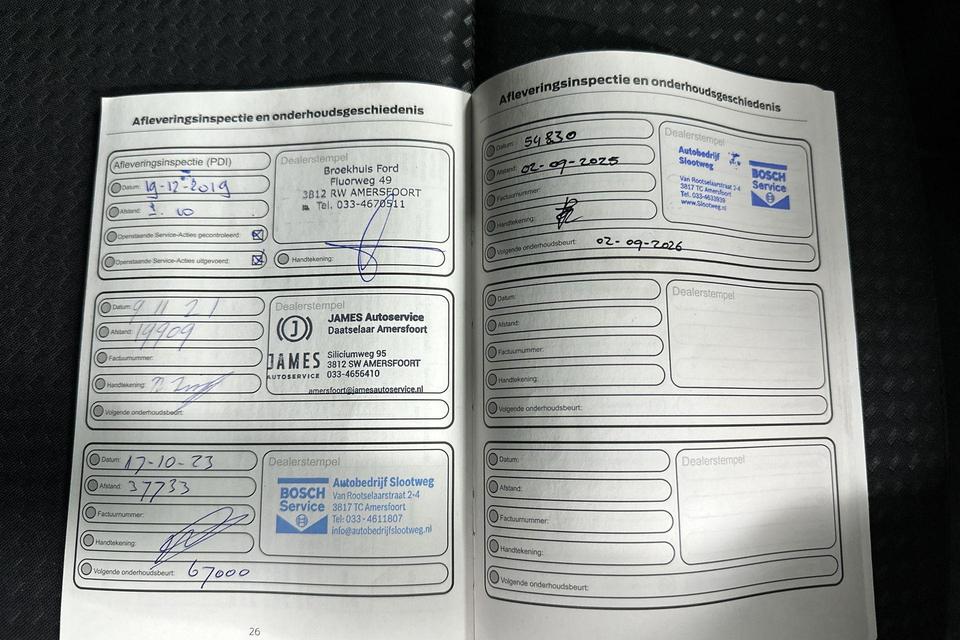 Afleveringsinspectie en onderhoudsgeschiedenis
Afleveringsinspectie (PDI)
Datum: 19-12-2019
Afstand: 10
Openstaande Service-Acties gecontroleerd:
Openstaande Service-Acties uitgevoerd:
Dealerstempel
Broekhuis Ford
Fluorweg 49
3812 RW AMERSFOORT
Tel. 033-4670511
Handtekening:
Datum: 9 11 21
Afstand: 19909
Factuurnummer:
Handtekening:
Volgende onderhoudsbeurt:
Dealerstempel
JAMES Autoservice
Daatselaar Amersfoort
J
JAMES
AUTOSERVICE
Siliciumweg 95
3812 SW AMERSFOORT
033-4656410
amersfoort@jamesautoservice.nl
Datum: 17-10-23
Afstand: 37733
Factuurnummer:
Handtekening:
Volgende onderhoudsbeurt: 67000
Dealerstempel
BOSCH
Service
Autobedrijf Slootweg
Van Rootselaarstraat 2-4
3817 TC Amersfoort
Tel: 033-4611807
info@autobedrijfslootweg.nl
26
Afleveringsinspectie en onderhoudsgeschiedenis
Datum: 54830
Afstand: 02-09-2025
Factuurnummer:
Handtekening:
Volgende onderhoudsbeurt: 02-09-2026
Dealerstempel
Autobedrijf
Slootweg
Van Rootselaarstraat 2-4
3817 TC Amersfoort
www.Slootweg.nl
BOSCH
Service
Datum:
Afstand:
Factuurnummer:
Handtekening:
Volgende onderhoudsbeurt:
Dealerstempel
Datum:
Afstand:
Factuurnummer:
Handtekening:
Volgende onderhoudsbeurt:
Dealerstempel